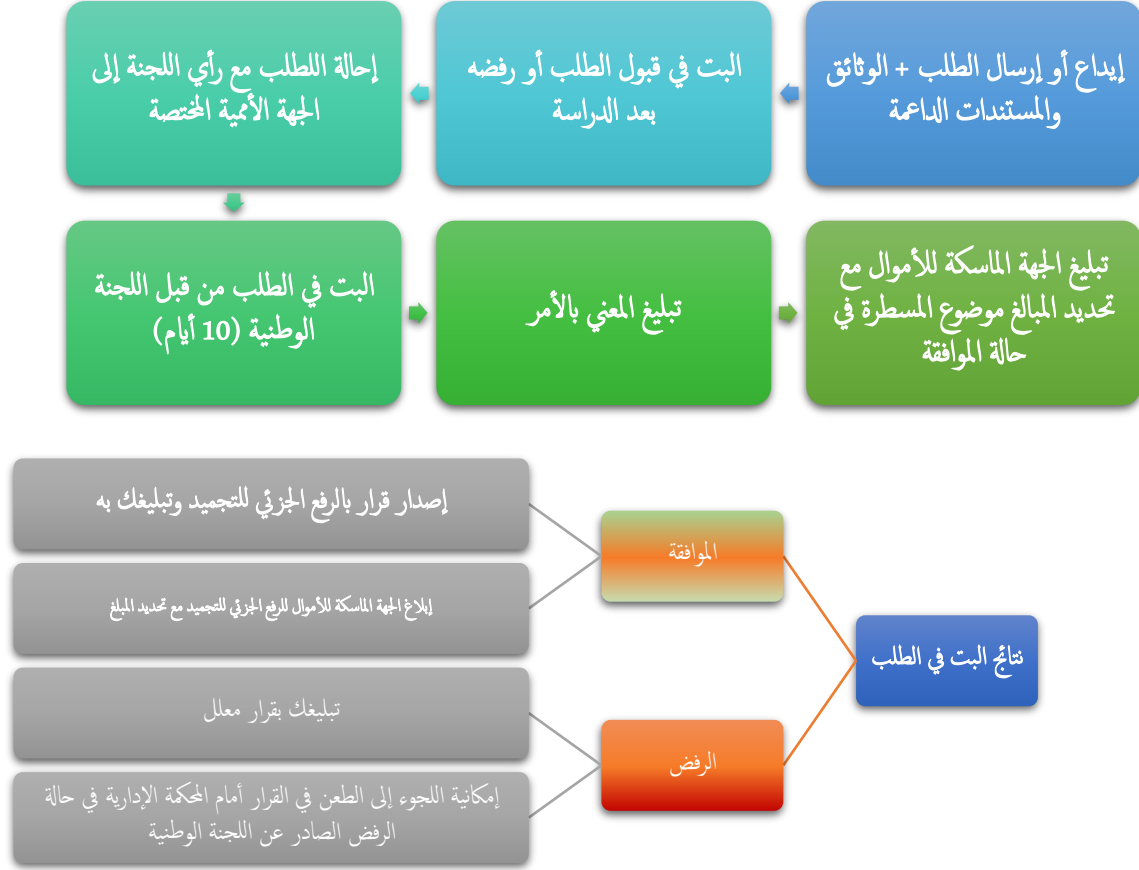 إيداع أو إرسال الطلب + الوثائق
والمستندات الداعمة
البت في قبول الطلب أو رفضه
بعد الدراسة
إحالة اللطلب مع رأي اللجنة إلى
الجهة الأممية المختصة
البت في الطلب من قبل اللجنة
الوطنية (10 أيام)
تبليغ المعني بالأمر
تبليغ الجهة الماسكة للأموال مع
تحديد المبالغ موضوع المسطرة في
حالة الموافقة
نتائج البت في الطلب
الموافقة
إصدار قرار بالرفع الجزئي للتجميد وتبليغك به
إبلاغ الجهة الماسكة للأموال للرفع الجزئي للتجميد مع تحديد المبلغ
الرفض
تبليغك بقرار معلل
إمكانية اللجوء إلى الطعن في القرار أمام المحكمة الإدارية في حالة
الرفض الصادر عن اللجنة الوطنية